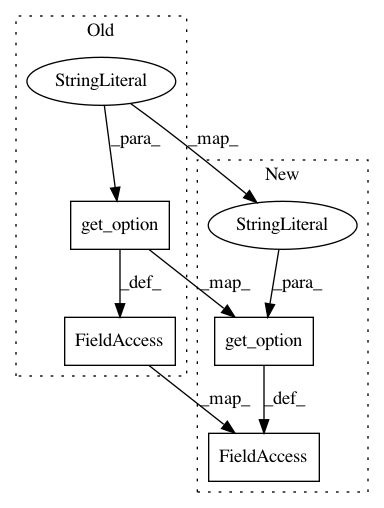 Old
StringLiteral
_para_
_map_
New
get_option
StringLiteral
_def_
_map_
_para_
FieldAccess
get_option
_map_
_def_
FieldAccess